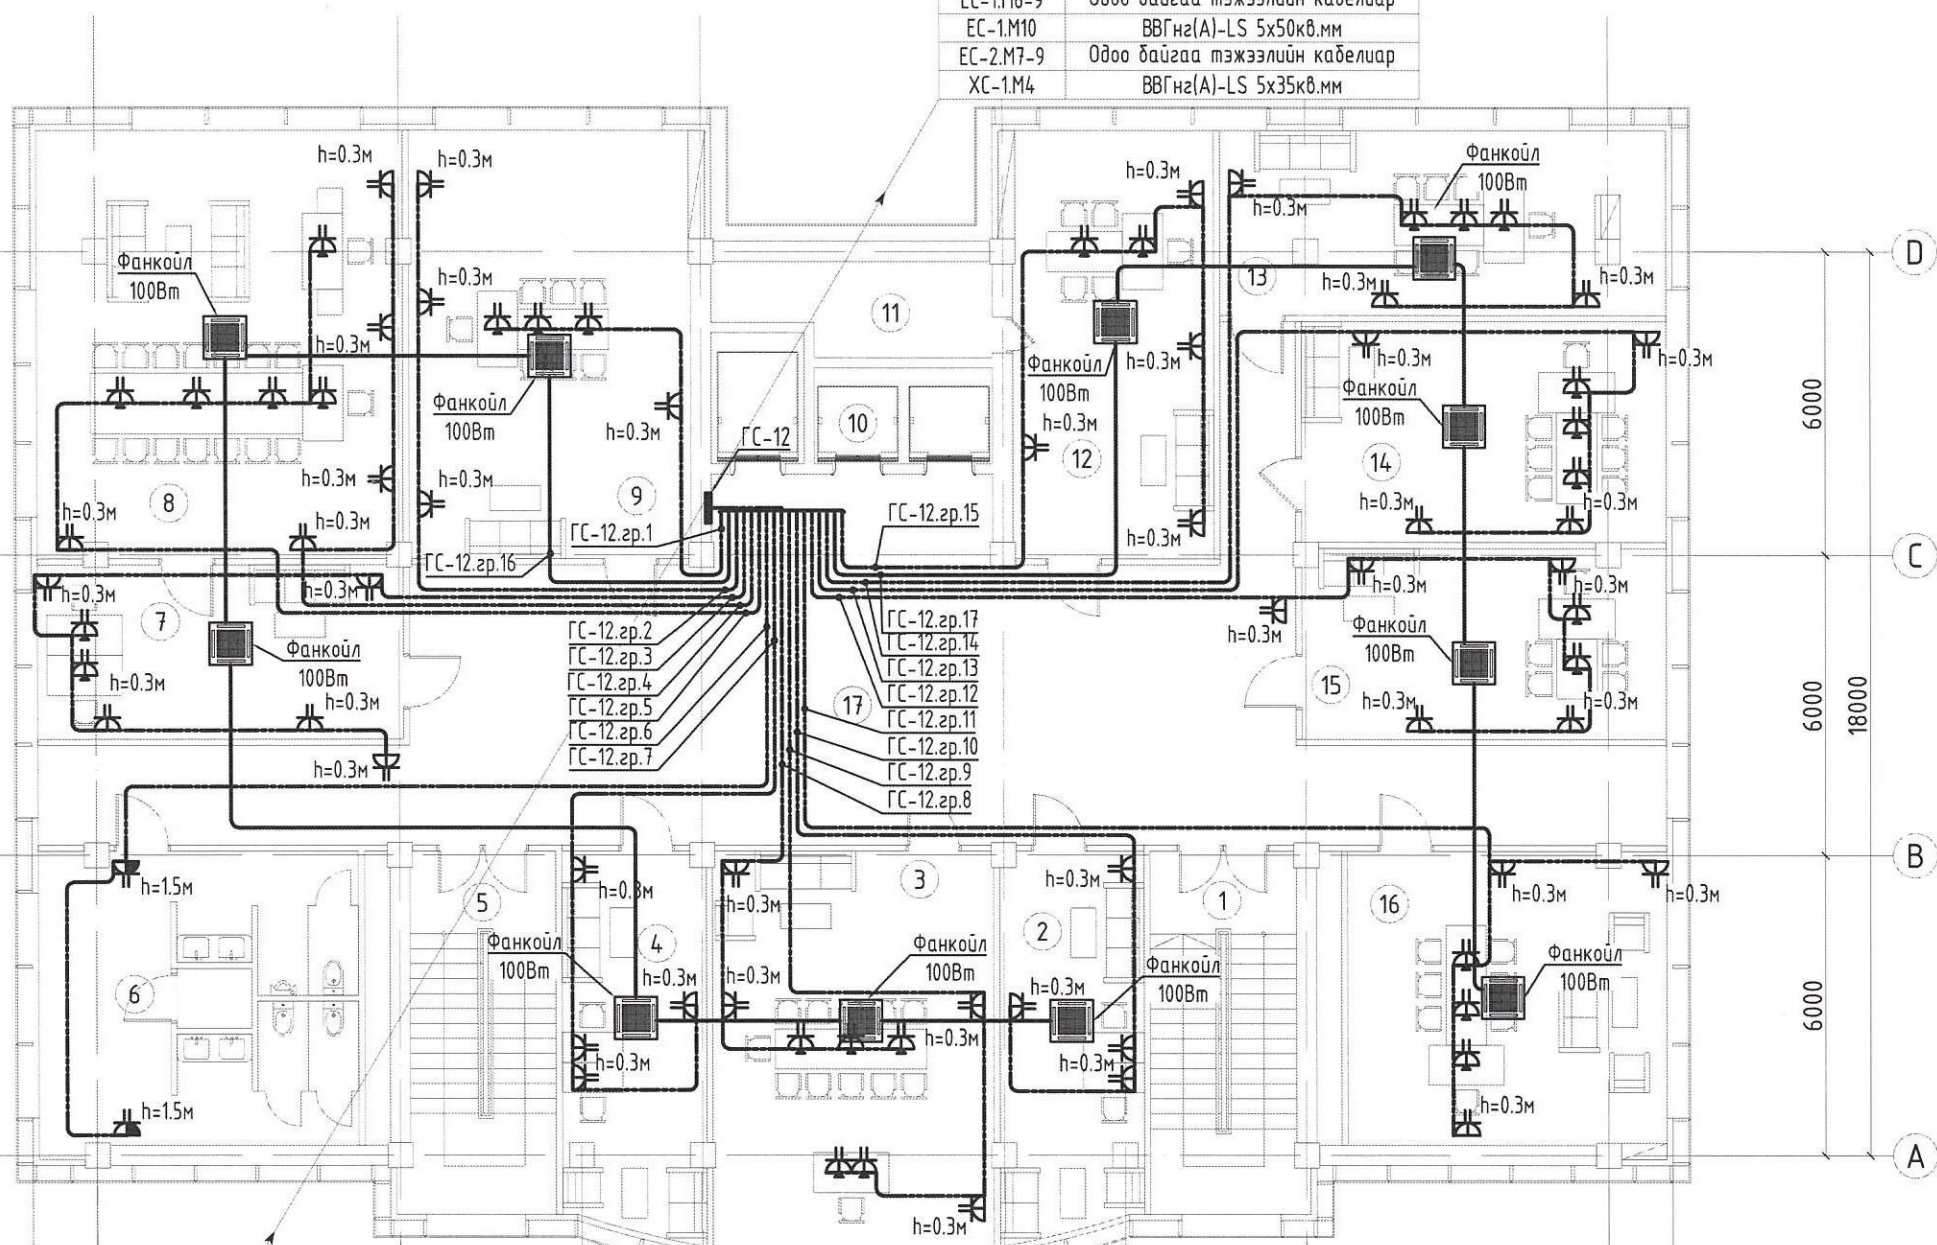 ЕС-1.М6-9 Одоо байгаа тэжээлийн кабелиар
ЕС-1.М10 ВВГнг(А)-LS 5х50кв.мм
ЕС-2.М7-9 Одоо байгаа тэжээлийн кабелиар
ХС-1.М4 ВВГнг(А)-LS 5х35кв.мм
h=0.3м
h=0.3м
h=0.3м
h=0.3м
Фанкойл
100Вт
Фанкойл
100Вт
h=0.3м
h=0.3м
h=0.3м
h=0.3м
D
13
11
h=0.3м
h=0.3м
h=0.3м
h=0.3м
Фанкойл
100Вт
Фанкойл
100Вт
Фанкойл
100Вт
6000
h=0.3м
h=0.3м
10
ГС-12
12
14
h=0.3м
h=0.3м
8
9
h=0.3м
h=0.3м
h=0.3м
h=0.3м
h=0.3м
ГС-12.гр.15
ГС-12.гр.1
ГС-12.гр.16
C
h=0.3м
h=0.3м
h=0.3м
h=0.3м
7
h=0.3м
ГС-12.гр.2
ГС-12.гр.3
ГС-12.гр.4
ГС-12.гр.5
ГС-12.гр.6
ГС-12.гр.7
ГС-12.гр.17
ГС-12.гр.14
ГС-12.гр.13
ГС-12.гр.12
ГС-12.гр.11
ГС-12.гр.10
ГС-12.гр.9
ГС-12.гр.8
Фанкойл
100Вт
Фанкойл
100Вт
h=0.3м
h=0.3м
17
15
h=0.3м
h=0.3м
6000
18000
h=0.3м
B
h=1.5м
h=0.3м
h=0.3м
h=0.3м
h=0.3м
h=0.3м
5
3
1
16
4
2
Фанкойл
100Вт
Фанкойл
100Вт
Фанкойл
100Вт
Фанкойл
100Вт
6
h=0.3м
h=0.3м
h=0.3м
h=0.3м
h=0.3м
h=0.3м
6000
h=1.5м
h=0.3м
A
h=0.3м